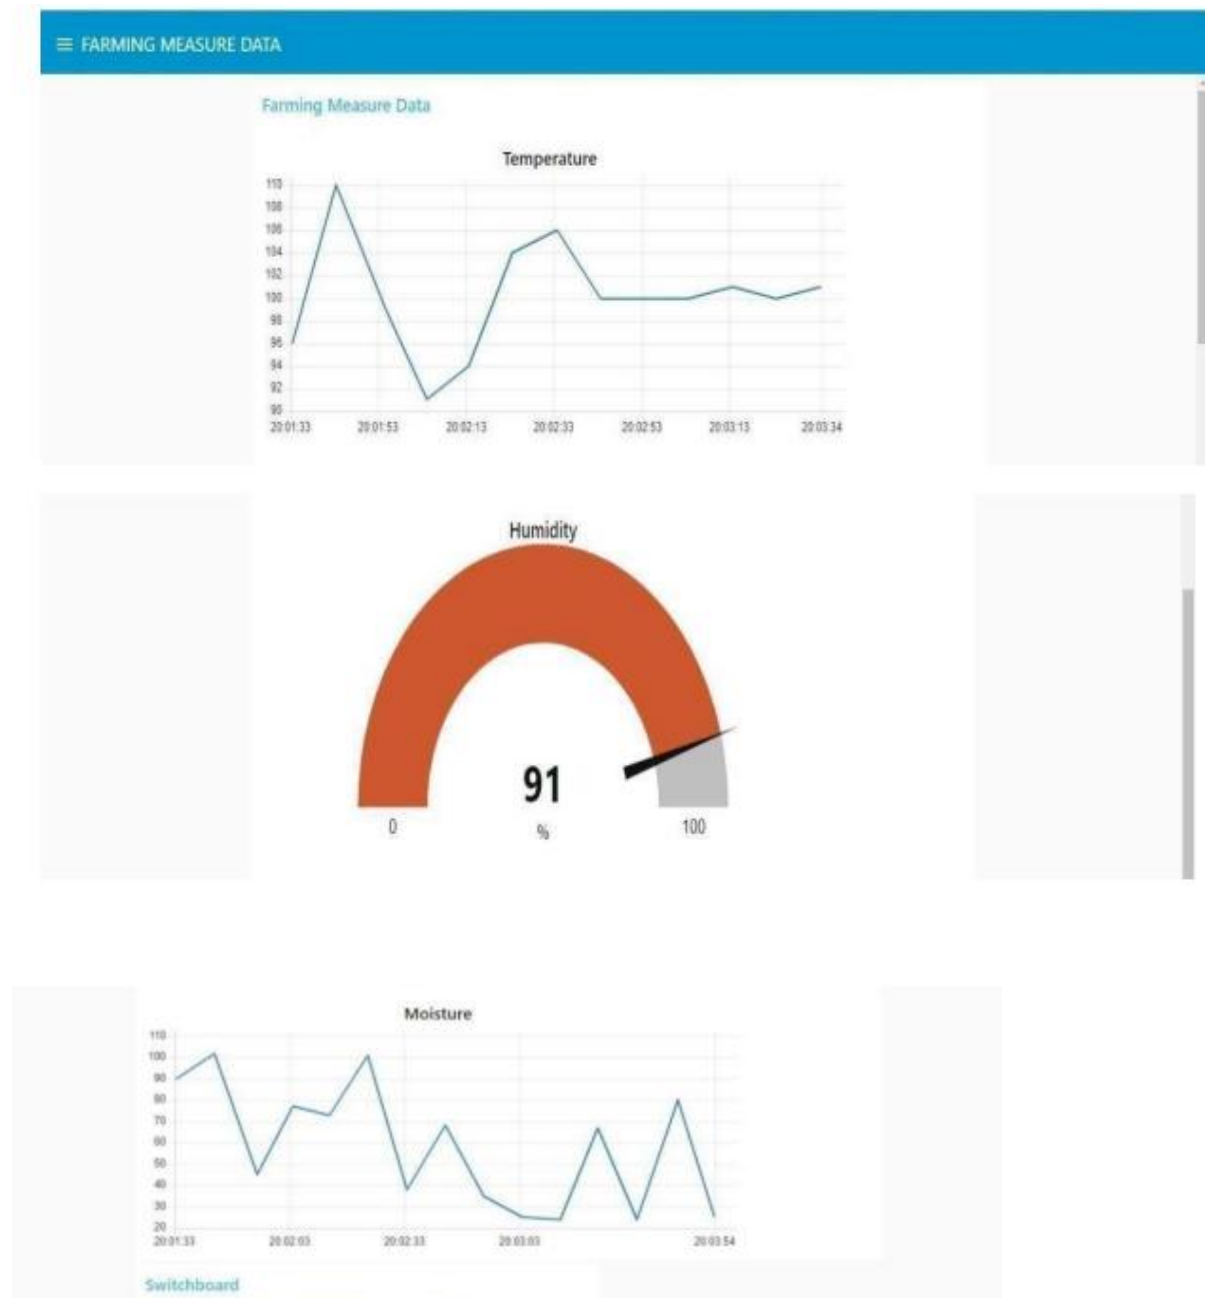 ≡ FARMING MEASURE DATA
Farming Measure Data
Temperature
110
108
106
104
102
100
98
96
94
92
90
20:01:33 20:01:53 20:02:13 20:02:33 20:02:53 20:03:13 20:03:34
Humidity
91
0 % 100
Moisture
110
100
90
80
70
60
50
40
30
20
20:01:33 20:02:03 20:02:33 20:03:03 20:03:54
Switchboard